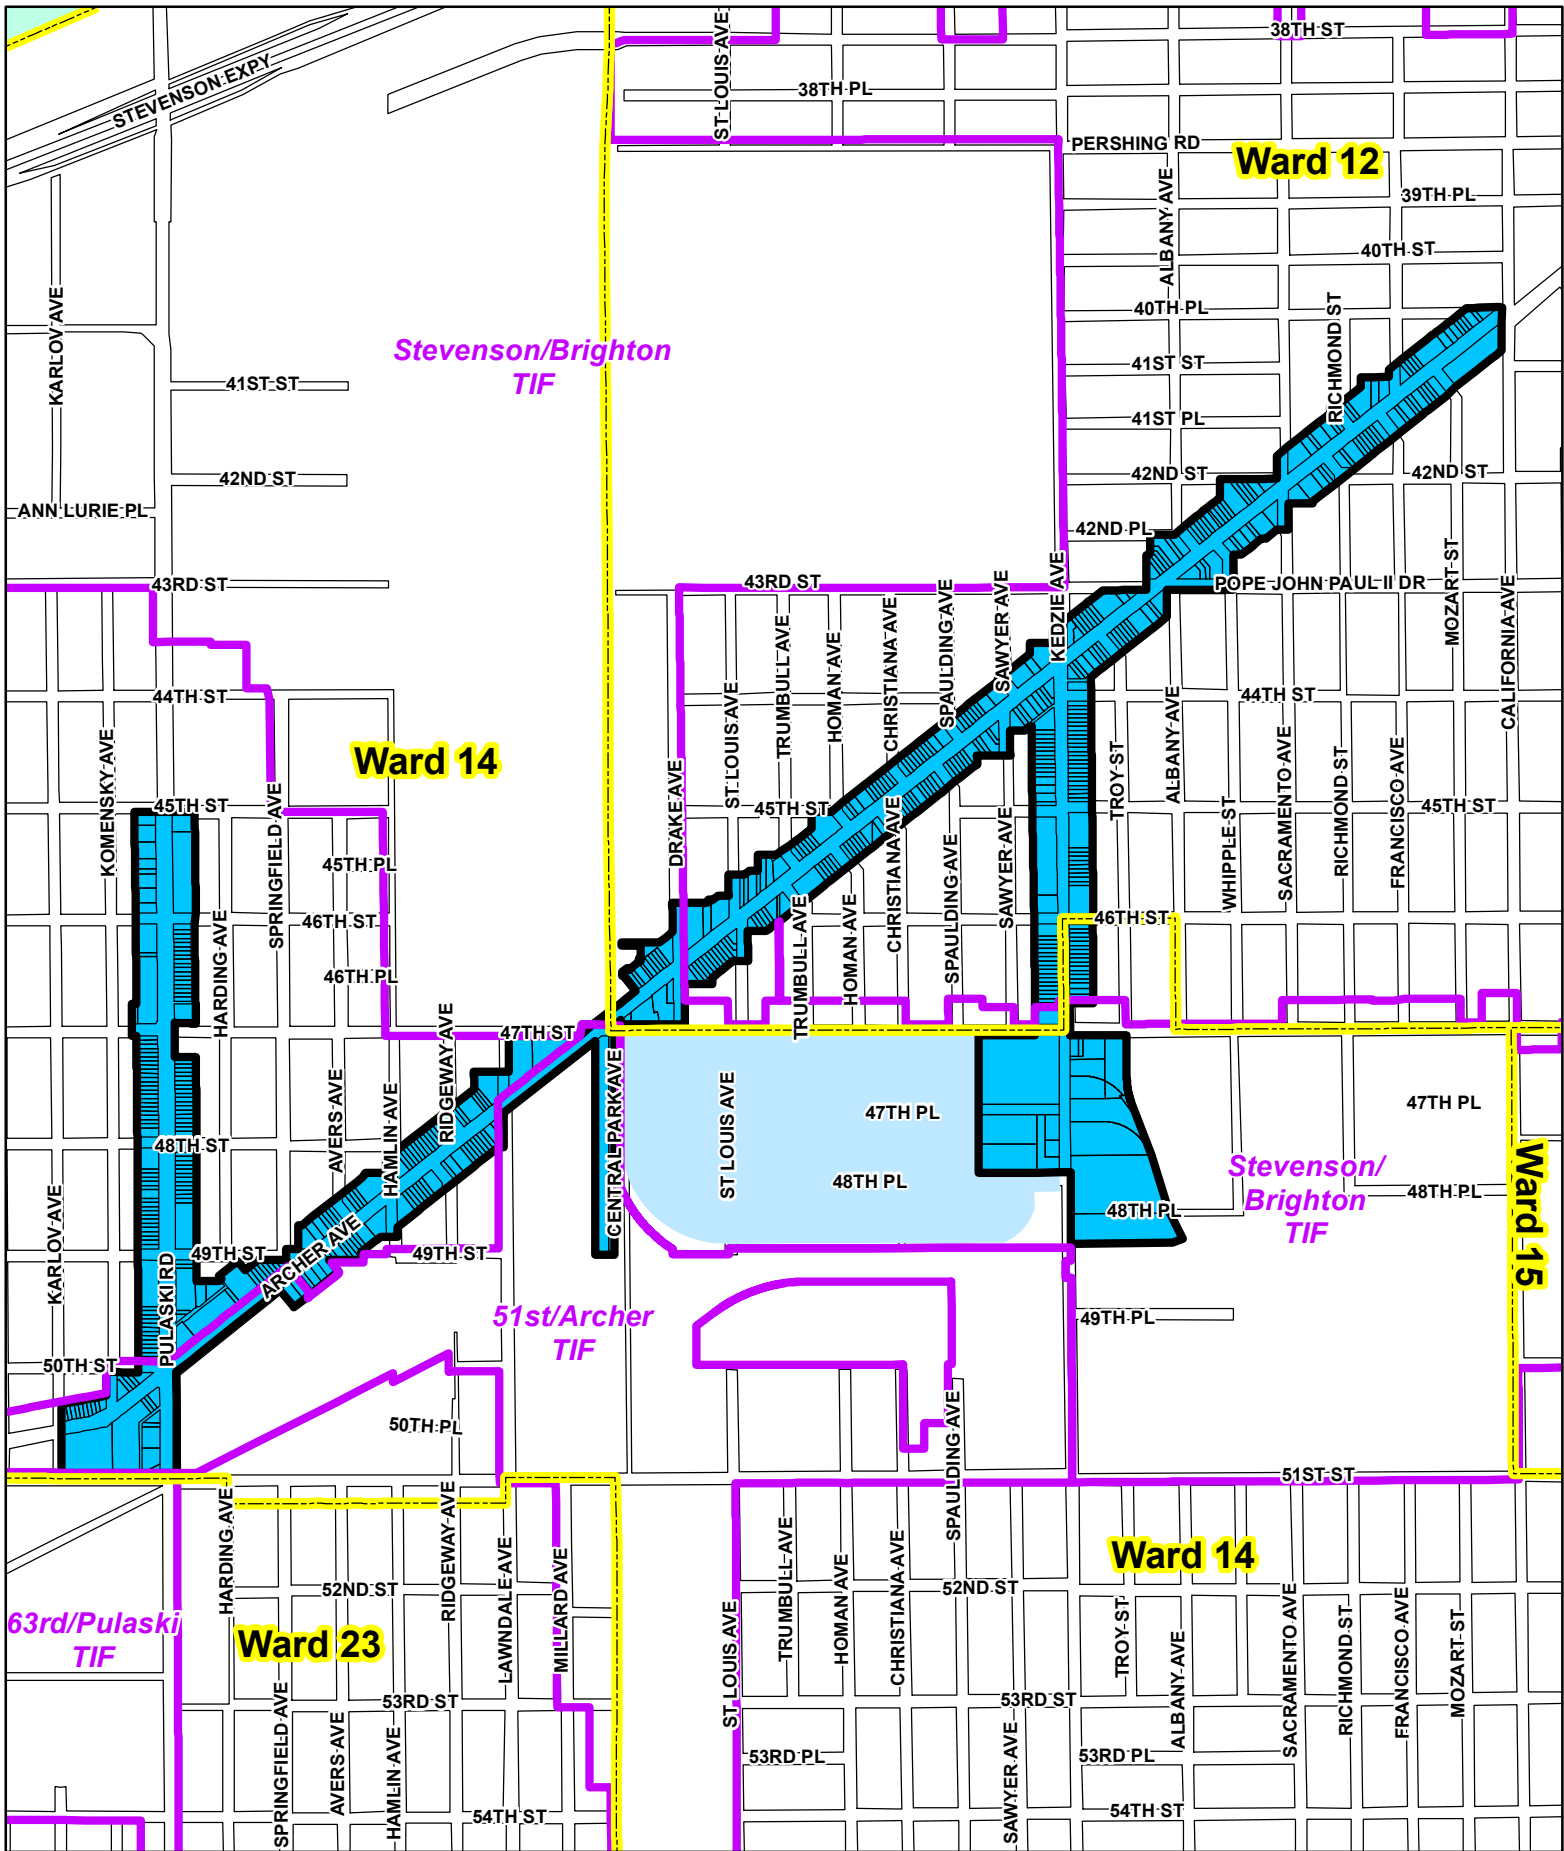 38TH ST
ST LOUIS AVE
STEVENSON EXPY
38TH PL
PERSHING RD
Ward 12
39TH PL
ALBANY AVE
40TH ST
KARLOV AVE
40TH PL
RICHMOND ST
Stevenson/Brighton
TIF
41ST ST
41ST ST
41ST PL
42ND ST
42ND ST
42ND ST
ANN LURIE PL
42ND PL
43RD ST
43RD ST
POPE JOHN PAUL II DR
KEDZIE AVE
MOZART ST
CALIFORNIA AVE
SAWYER AVE
SPAULDING AVE
CHRISTIANA AVE
HOMAN AVE
TRUMBULL AVE
ST LOUIS AVE
44TH ST
44TH ST
Ward 14
KOMENSKY AVE
ALBANY AVE
TROY ST
45TH ST
SPRINGFIELD AVE
DRAKE AVE
45TH ST
CHRISTIANA AVE
SACRAMENTO AVE
RICHMOND ST
FRANCISCO AVE
45TH ST
45TH PL
SPAULDING AVE
SAWYER AVE
WHIPPLE ST
46TH ST
46TH ST
HARDING AVE
TRUMBULL AVE
HOMAN AVE
46TH PL
47TH ST
RIDGEWAY AVE
AVERS AVE
HAMLIN AVE
CENTRAL PARK AVE
ST LOUIS AVE
47TH PL
47TH PL
48TH ST
48TH PL
48TH PL
48TH PL
Stevenson/
Brighton
TIF
Ward 15
KARLOV AVE
49TH ST
ARCHER AVE
49TH ST
PULASKI RD
51st/Archer
TIF
49TH PL
50TH ST
50TH PL
SPAULDING AVE
51ST ST
HARDING AVE
RIDGEWAY AVE
LAWNDALE AVE
MILLARD AVE
TRUMBULL AVE
HOMAN AVE
CHRISTIANA AVE
Ward 14
52ND ST
52ND ST
63rd/Pulaski
TIF
Ward 23
ST LOUIS AVE
TROY ST
ALBANY AVE
SACRAMENTO AVE
RICHMOND ST
FRANCISCO AVE
MOZART ST
53RD ST
53RD ST
SPRINGFIELD AVE
AVERS AVE
HAMLIN AVE
53RD PL
SAWYER AVE
53RD PL
54TH ST
54TH ST